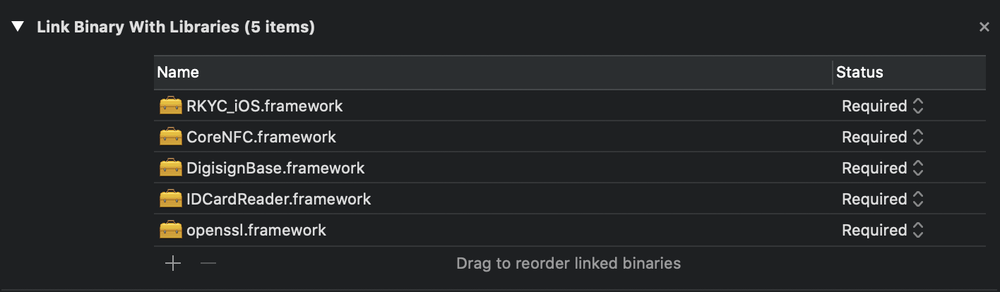 Link Binary With Libraries (5 items)
Name Status
RKYC_iOS.framework Required
CoreNFC.framework Required
DigisignBase.framework Required
IDCardReader.framework Required
openssl.framework Required
Drag to reorder linked binaries